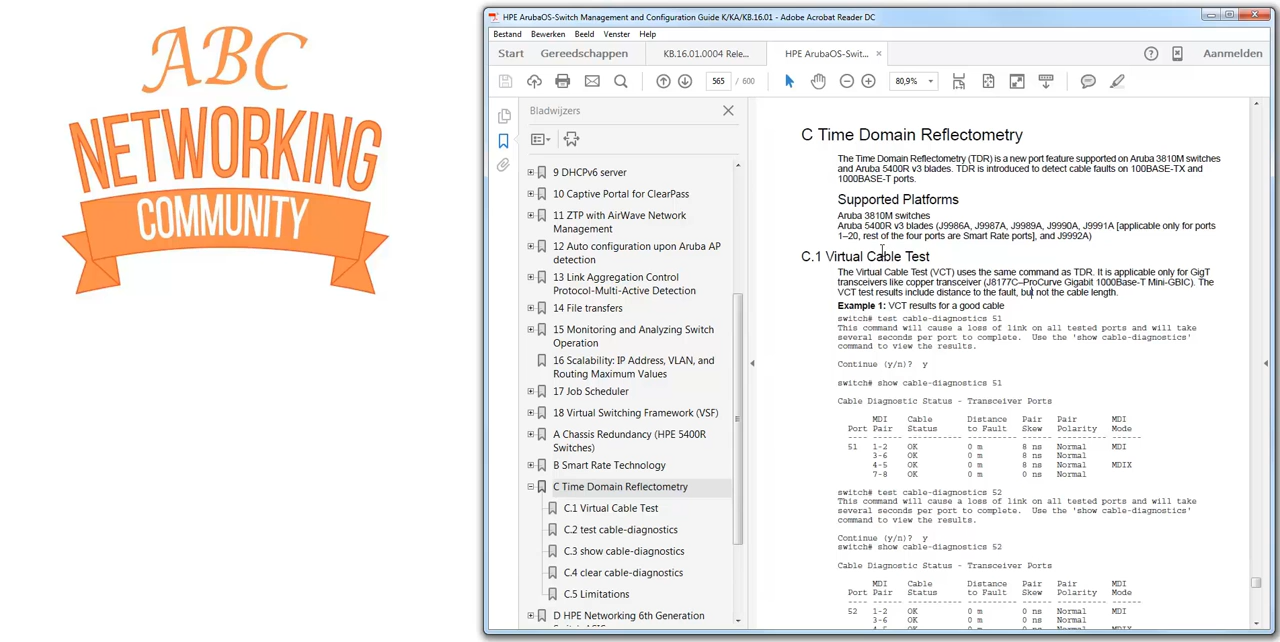 ABC
NETWORKING
COMMUNITY
HPE ArubaOS-Switch Management and Configuration Guide K/KA/KB.16.01 - Adobe Acrobat Reader DC
Bestand Bewerken Beeld Venster Help
Start Gereedschappen KB.16.01.0004 Rele... HPE ArubaOS-Swit... × Aanmelden
565 / 600 80,9%
Bladwijzers
9 DHCPv6 server
10 Captive Portal for ClearPass
11 ZTP with AirWave Network
Management
12 Auto configuration upon Aruba AP
detection
13 Link Aggregation Control
Protocol-Multi-Active Detection
14 File transfers
15 Monitoring and Analyzing Switch
Operation
16 Scalability: IP Address, VLAN, and
Routing Maximum Values
17 Job Scheduler
18 Virtual Switching Framework (VSF)
A Chassis Redundancy (HPE 5400R
Switches)
B Smart Rate Technology
C Time Domain Reflectometry
C.1 Virtual Cable Test
C.2 test cable-diagnostics
C.3 show cable-diagnostics
C.4 clear cable-diagnostics
C.5 Limitations
D HPE Networking 6th Generation
C Time Domain Reflectometry
The Time Domain Reflectometry (TDR) is a new port feature supported on Aruba 3810M switches
and Aruba 5400R v3 blades. TDR is introduced to detect cable faults on 100BASE-TX and
1000BASE-T ports.
Supported Platforms
Aruba 3810M switches
Aruba 5400R v3 blades (J9986A, J9987A, J9989A, J9990A, J9991A [applicable only for ports
1–20, rest of the four ports are Smart Rate ports], and J9992A)
C.1 Virtual Cable Test
The Virtual Cable Test (VCT) uses the same command as TDR. It is applicable only for GigT
transceivers like copper transceiver (J8177C–ProCurve Gigabit 1000Base-T Mini-GBIC). The
VCT test results include distance to the fault, but not the cable length.
Example 1: VCT results for a good cable
switch# test cable-diagnostics 51
This command will cause a loss of link on all tested ports and will take
several seconds per port to complete. Use the 'show cable-diagnostics'
command to view the results.
Continue (y/n)? y
switch# show cable-diagnostics 51
Cable Diagnostic Status - Transceiver Ports
MDI Cable Distance Pair Pair MDI
Port Pair Status to Fault Skew Polarity Mode
---- ----- -------- --------- ------ --------- -----
51 1-2 OK 0 m 8 ns Normal MDI
3-6 OK 0 m 8 ns Normal
4-5 OK 0 m 8 ns Normal MDIX
7-8 OK 0 m 0 ns Normal
switch# test cable-diagnostics 52
This command will cause a loss of link on all tested ports and will take
several seconds per port to complete. Use the 'show cable-diagnostics'
command to view the results.
Continue (y/n)? y
switch# show cable-diagnostics 52
Cable Diagnostic Status - Transceiver Ports
MDI Cable Distance Pair Pair MDI
Port Pair Status to Fault Skew Polarity Mode
---- ----- -------- --------- ------ --------- -----
52 1-2 OK 0 m 0 ns Normal MDI
3-6 OK 0 m 0 ns Normal